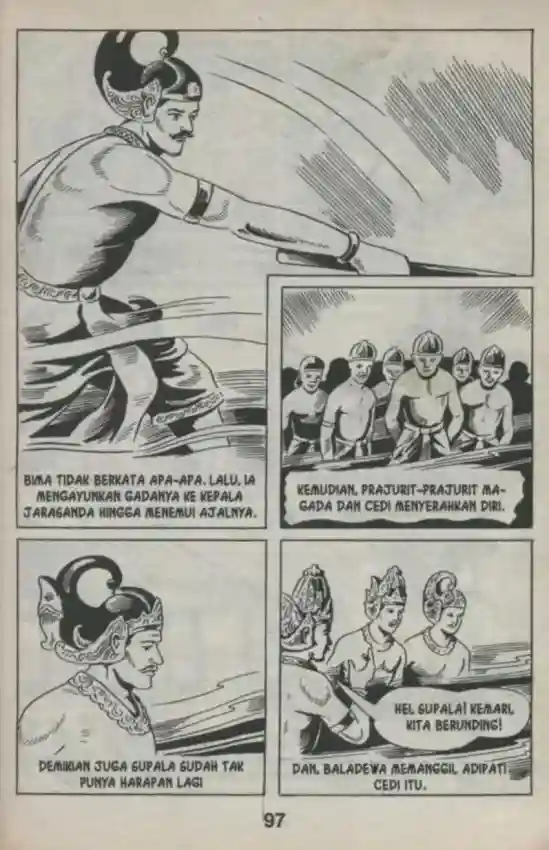 BIMA TIDAK BERKATA APA-APA. LALU, IA
MENGAYUNKAN GADANYA KE KEPALA
JARASANDA HINGGA MENEMUI AJALNYA.
KEMUDIAN, PRAJURIT-PRAJURIT MA-
GADA DAN CEDI MENYERAHKAN DIRI.
DEMIKIAN JUGA SUPALA SUDAH TAK
PUNYA HARAPAN LAGI
HEI, SUPALA! KEMARI,
KITA BERUNDING!
DAN, BALADEWA MEMANGGIL ADIPATI
CEDI ITU.
97